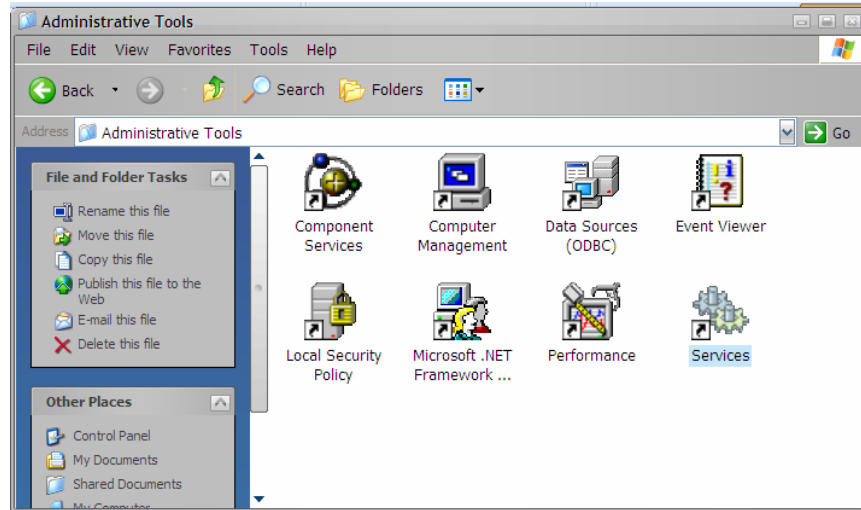 Administrative Tools
File Edit View Favorites Tools Help
Back Search Folders
Address Administrative Tools Go
File and Folder Tasks
Rename this file
Move this file
Copy this file
Publish this file to the
Web
E-mail this file
Delete this file
Other Places
Control Panel
My Documents
Shared Documents
My Computer
Component
Services
Computer
Management
Data Sources
(ODBC)
Event Viewer
Local Security
Policy
Microsoft .NET
Framework ...
Performance
Services